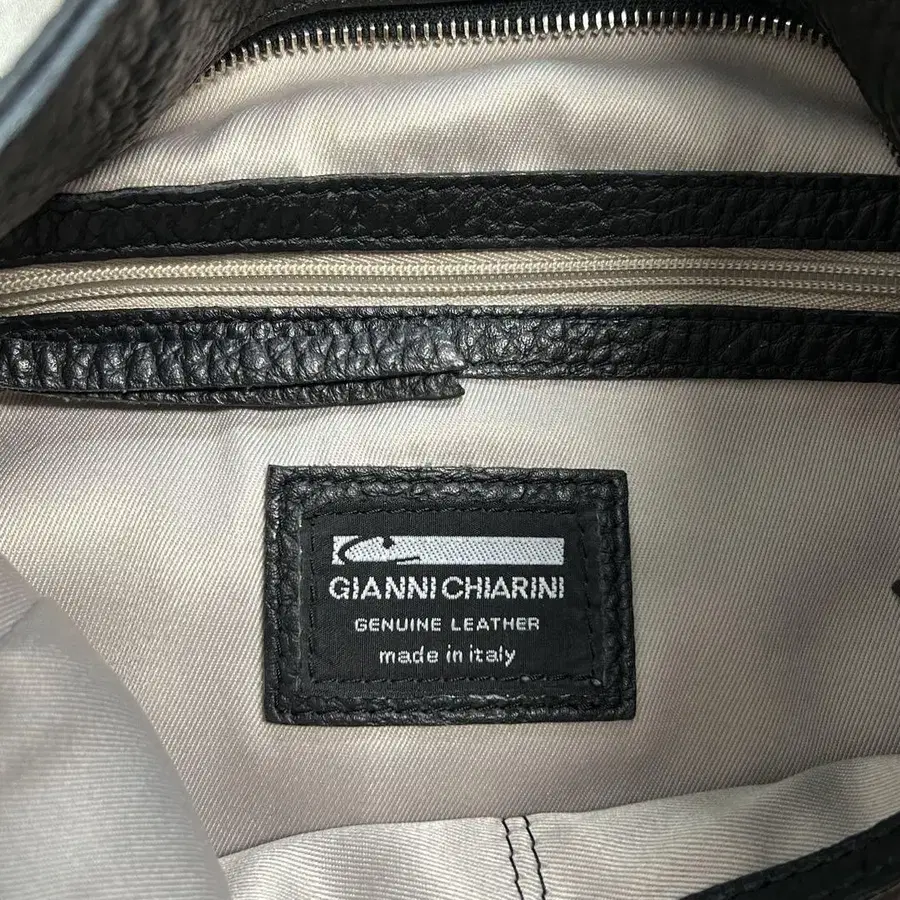 GIANNI CHIARINI
GENUINE LEATHER
made in italy